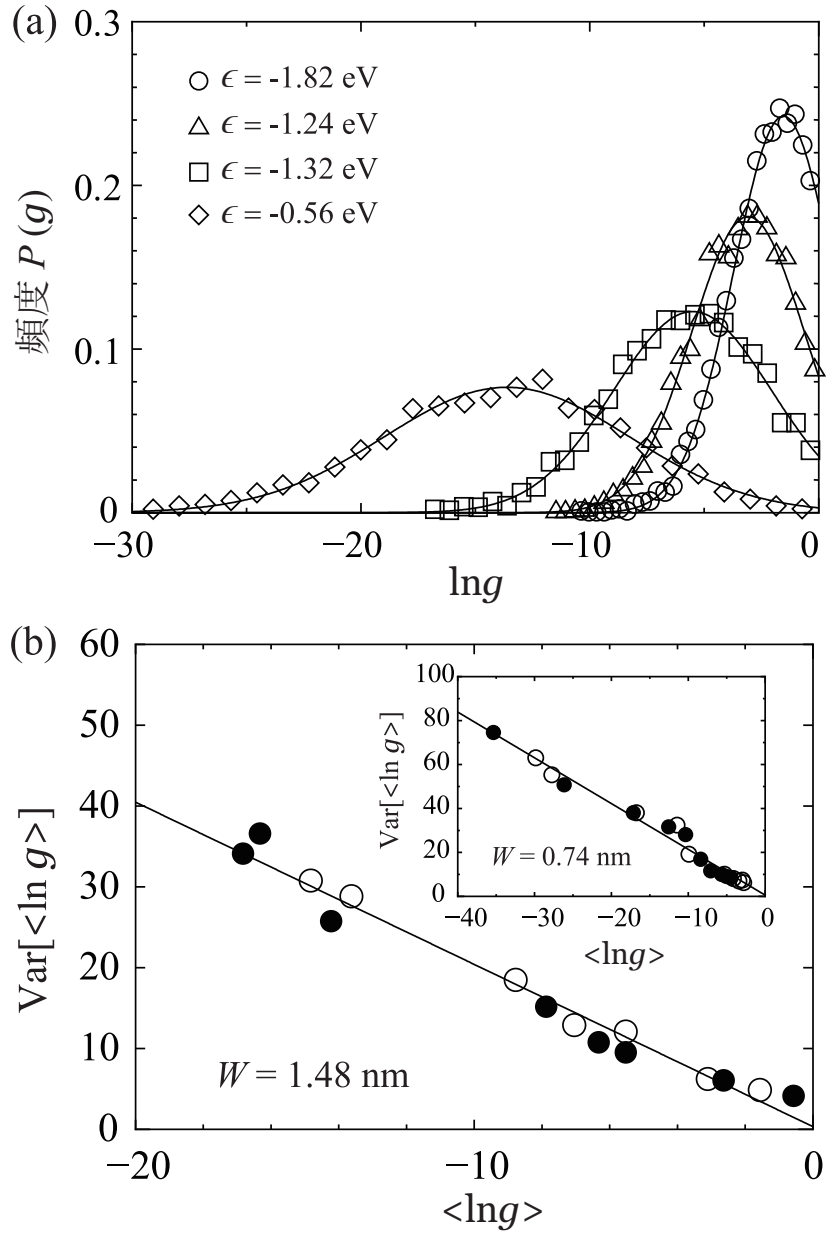 (a)
0.3
0.2
0.1
0
頻度 P(g)
ϵ = -1.82 eV
ϵ = -1.24 eV
ϵ = -1.32 eV
ϵ = -0.56 eV
−30 −20 −10 0
lng
(b)
60
50
40
30
20
10
0
Var[<ln g>]
W = 1.48 nm
−20 −10 0
<lng>
100
80
60
40
20
0
Var[<ln g>]
W = 0.74 nm
−40 −30 −20 −10 0
<lng>